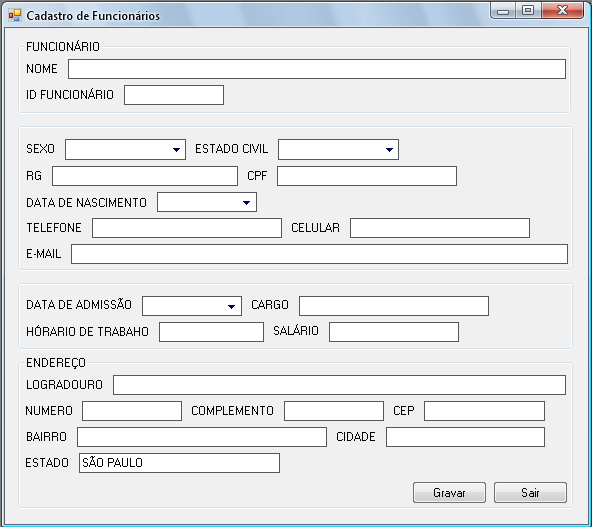 Cadastro de Funcionários
FUNCIONÁRIO
NOME
ID FUNCIONÁRIO
SEXO ESTADO CIVIL
RG CPF
DATA DE NASCIMENTO
TELEFONE CELULAR
E-MAIL
DATA DE ADMISSÃO CARGO
HÓRARIO DE TRABAHO SALÁRIO
ENDEREÇO
LOGRADOURO
NUMERO COMPLEMENTO CEP
BAIRRO CIDADE
ESTADO SÃO PAULO
Gravar Sair